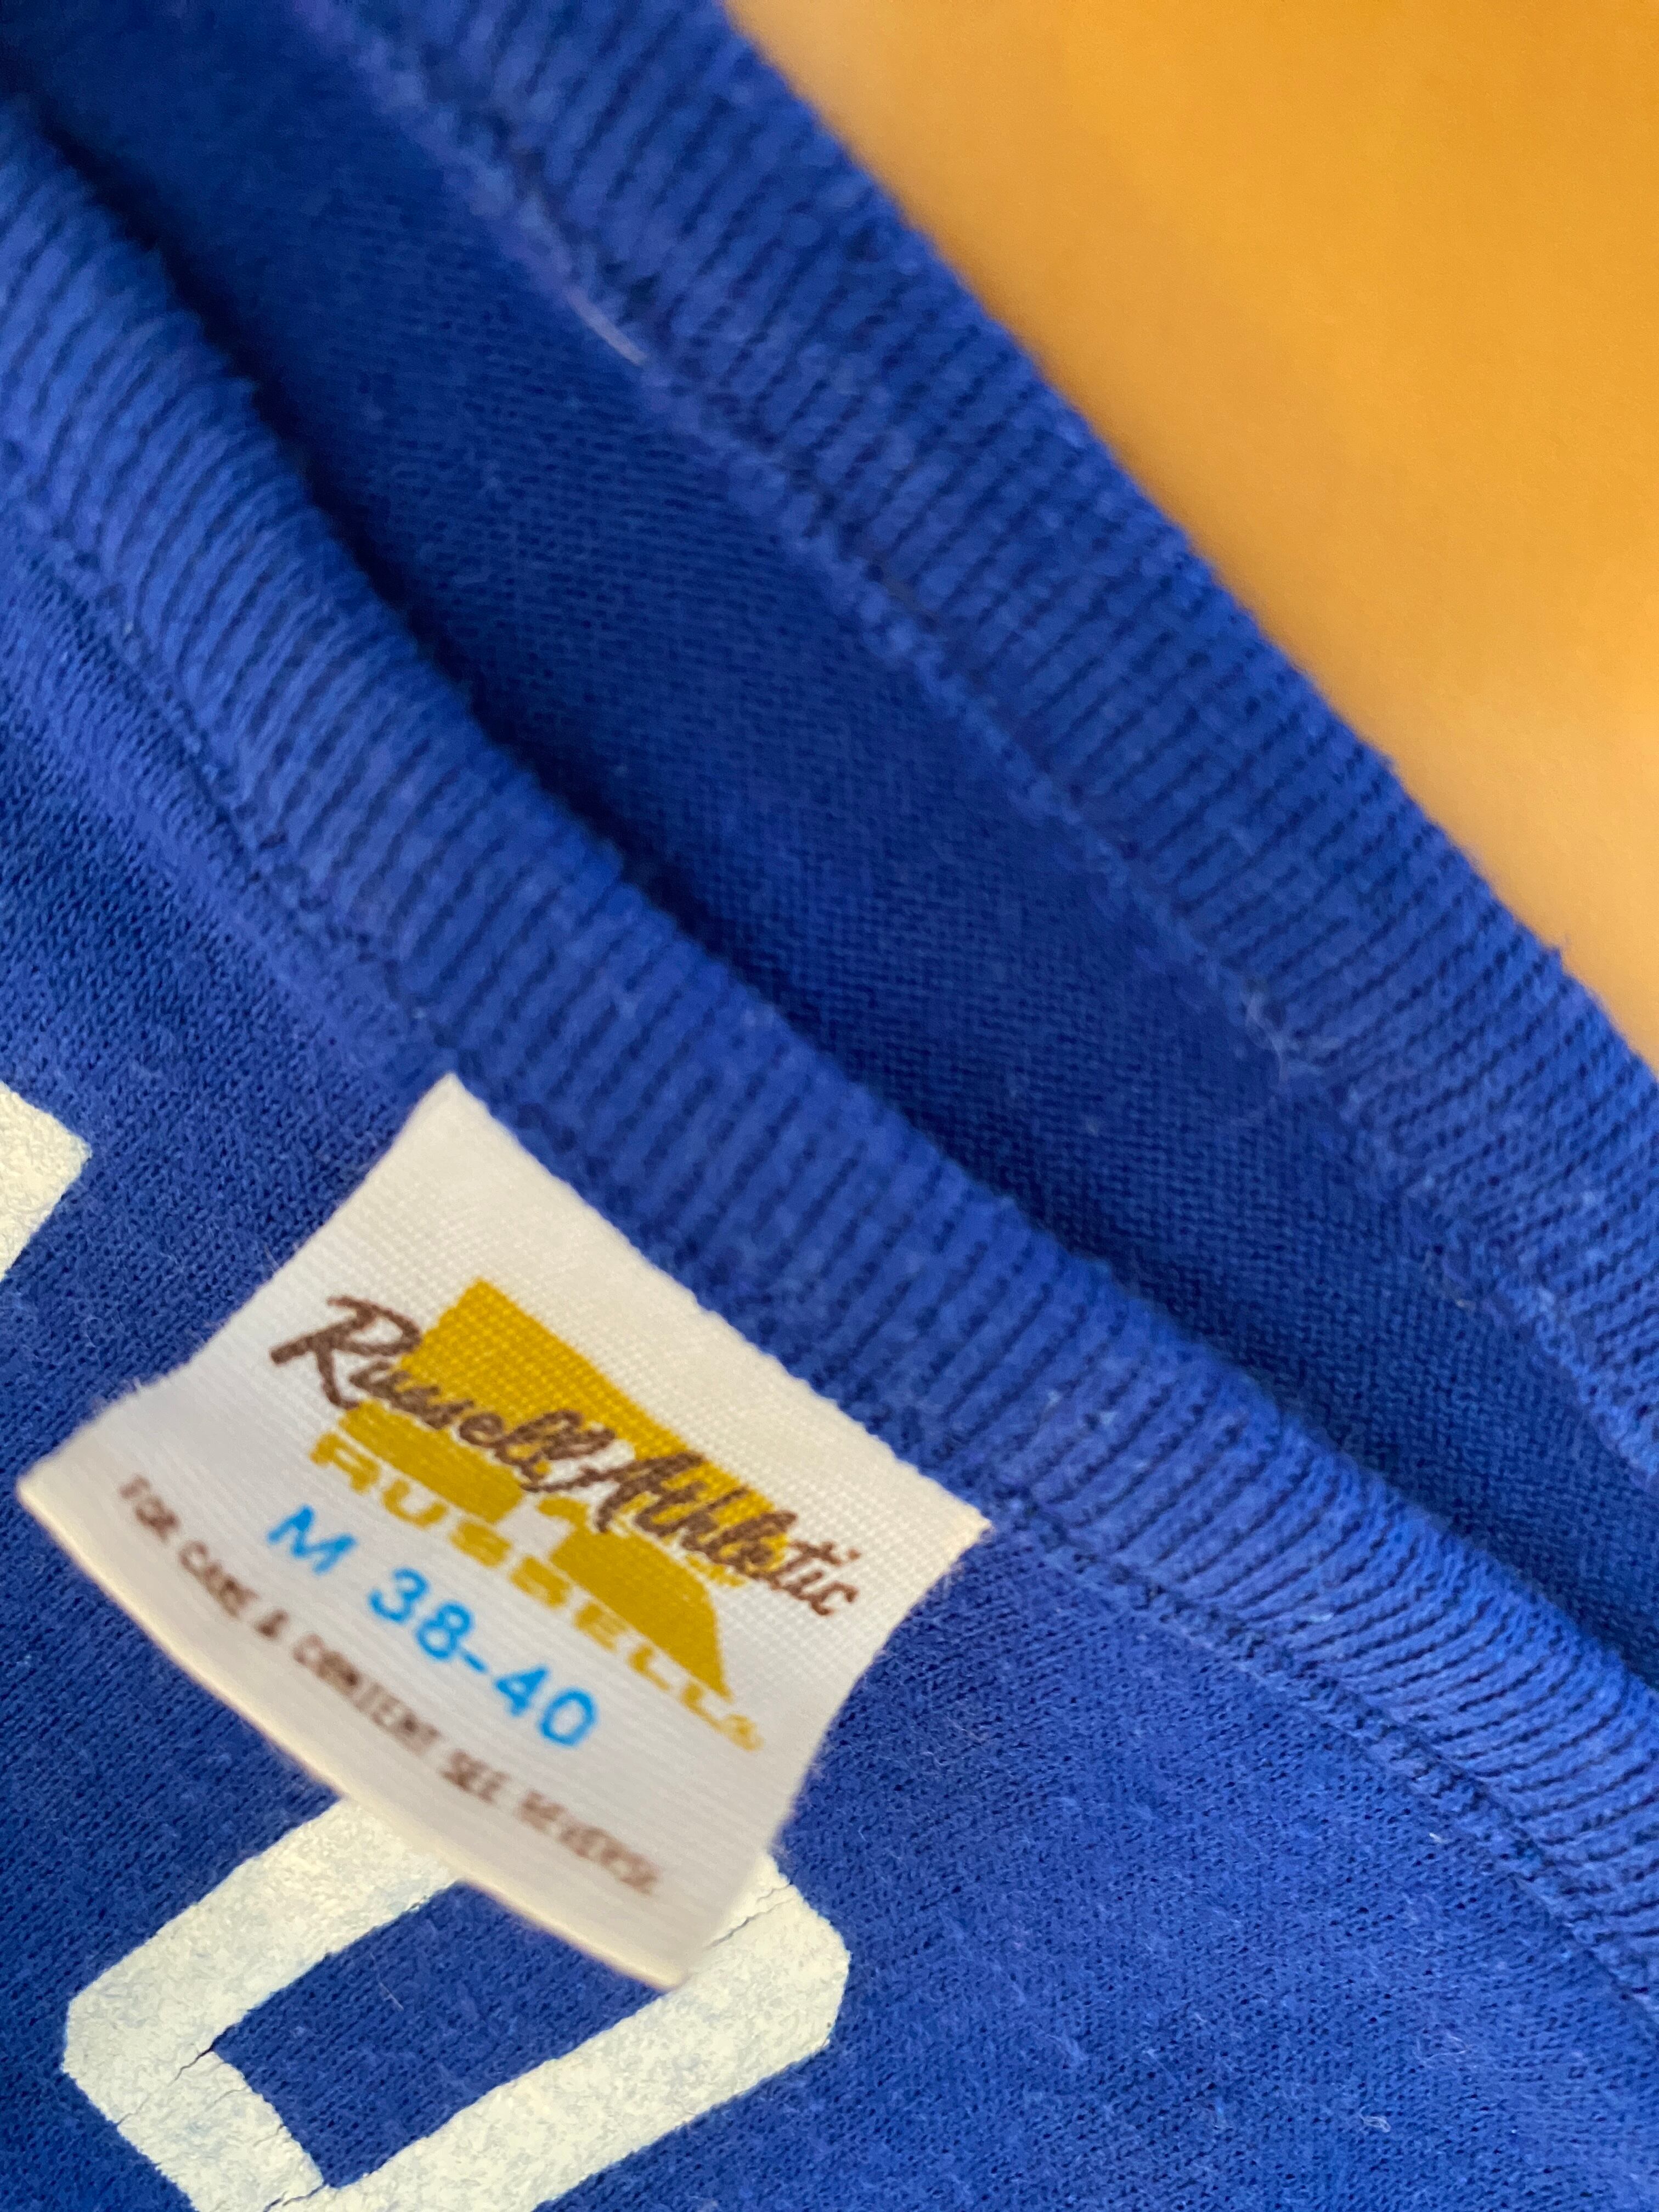 Russell Athletic
RUSSELL
M 38-40
FOR CARE & CONTENT SEE REVERSE